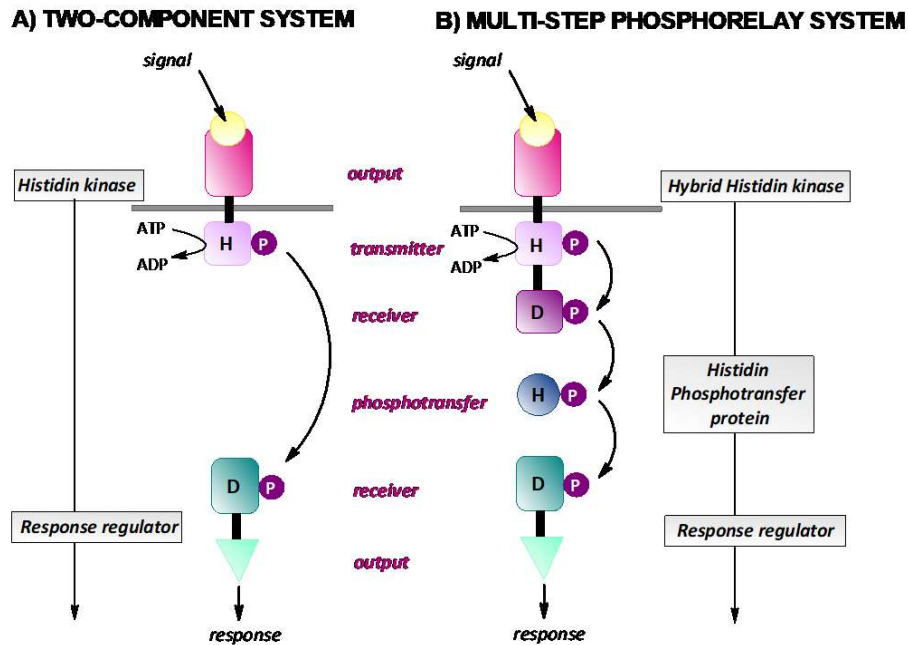 A) TWO-COMPONENT SYSTEM
signal
Histidin kinase
ATP
ADP
H
P
D
P
Response regulator
response
output
transmitter
receiver
phosphotransfer
receiver
output
B) MULTI-STEP PHOSPHORELAY SYSTEM
signal
Hybrid Histidin kinase
ATP
ADP
H
P
D
P
H
P
Histidin
Phosphotransfer
protein
D
P
Response regulator
response